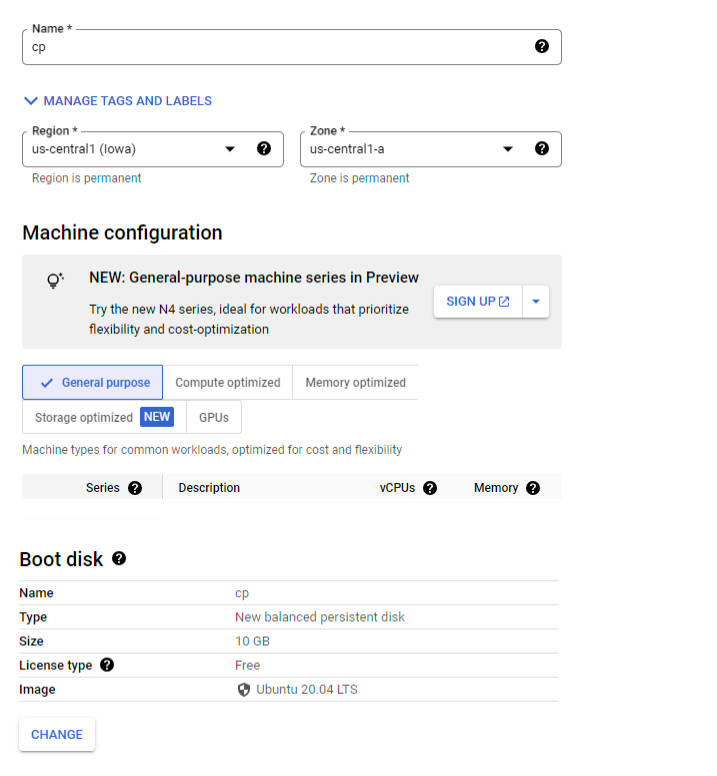 Name *
cp
MANAGE TAGS AND LABELS
Region *
us-central1 (Iowa)
Region is permanent
Zone *
us-central1-a
Zone is permanent
Machine configuration
NEW: General-purpose machine series in Preview
Try the new N4 series, ideal for workloads that prioritize
flexibility and cost-optimization
SIGN UP
General purpose
Compute optimized
Memory optimized
Storage optimized NEW
GPUs
Machine types for common workloads, optimized for cost and flexibility
Series Description vCPUs Memory
Boot disk
Name cp
Type New balanced persistent disk
Size 10 GB
License type Free
Image Ubuntu 20.04 LTS
CHANGE